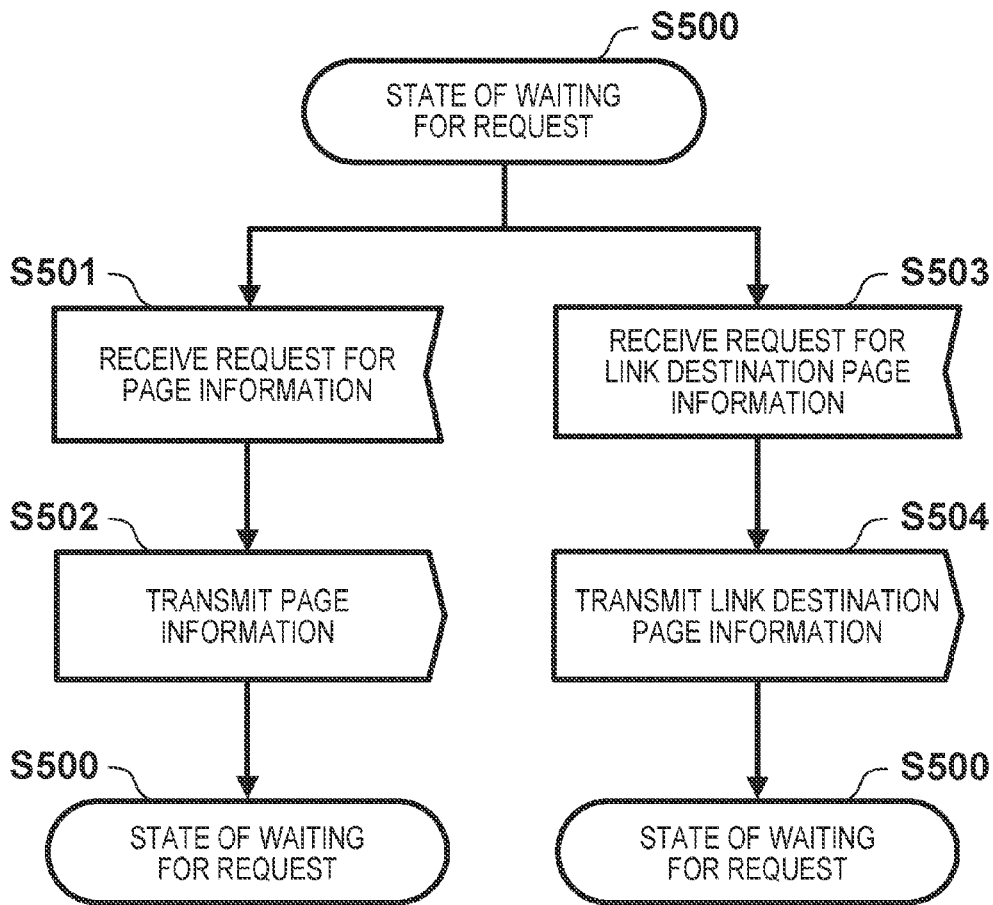 S500
STATE OF WAITING
FOR REQUEST
S501
RECEIVE REQUEST FOR
PAGE INFORMATION
S503
RECEIVE REQUEST FOR
LINK DESTINATION PAGE
INFORMATION
S502
TRANSMIT PAGE
INFORMATION
S504
TRANSMIT LINK DESTINATION
PAGE INFORMATION
S500
STATE OF WAITING
FOR REQUEST
S500
STATE OF WAITING
FOR REQUEST